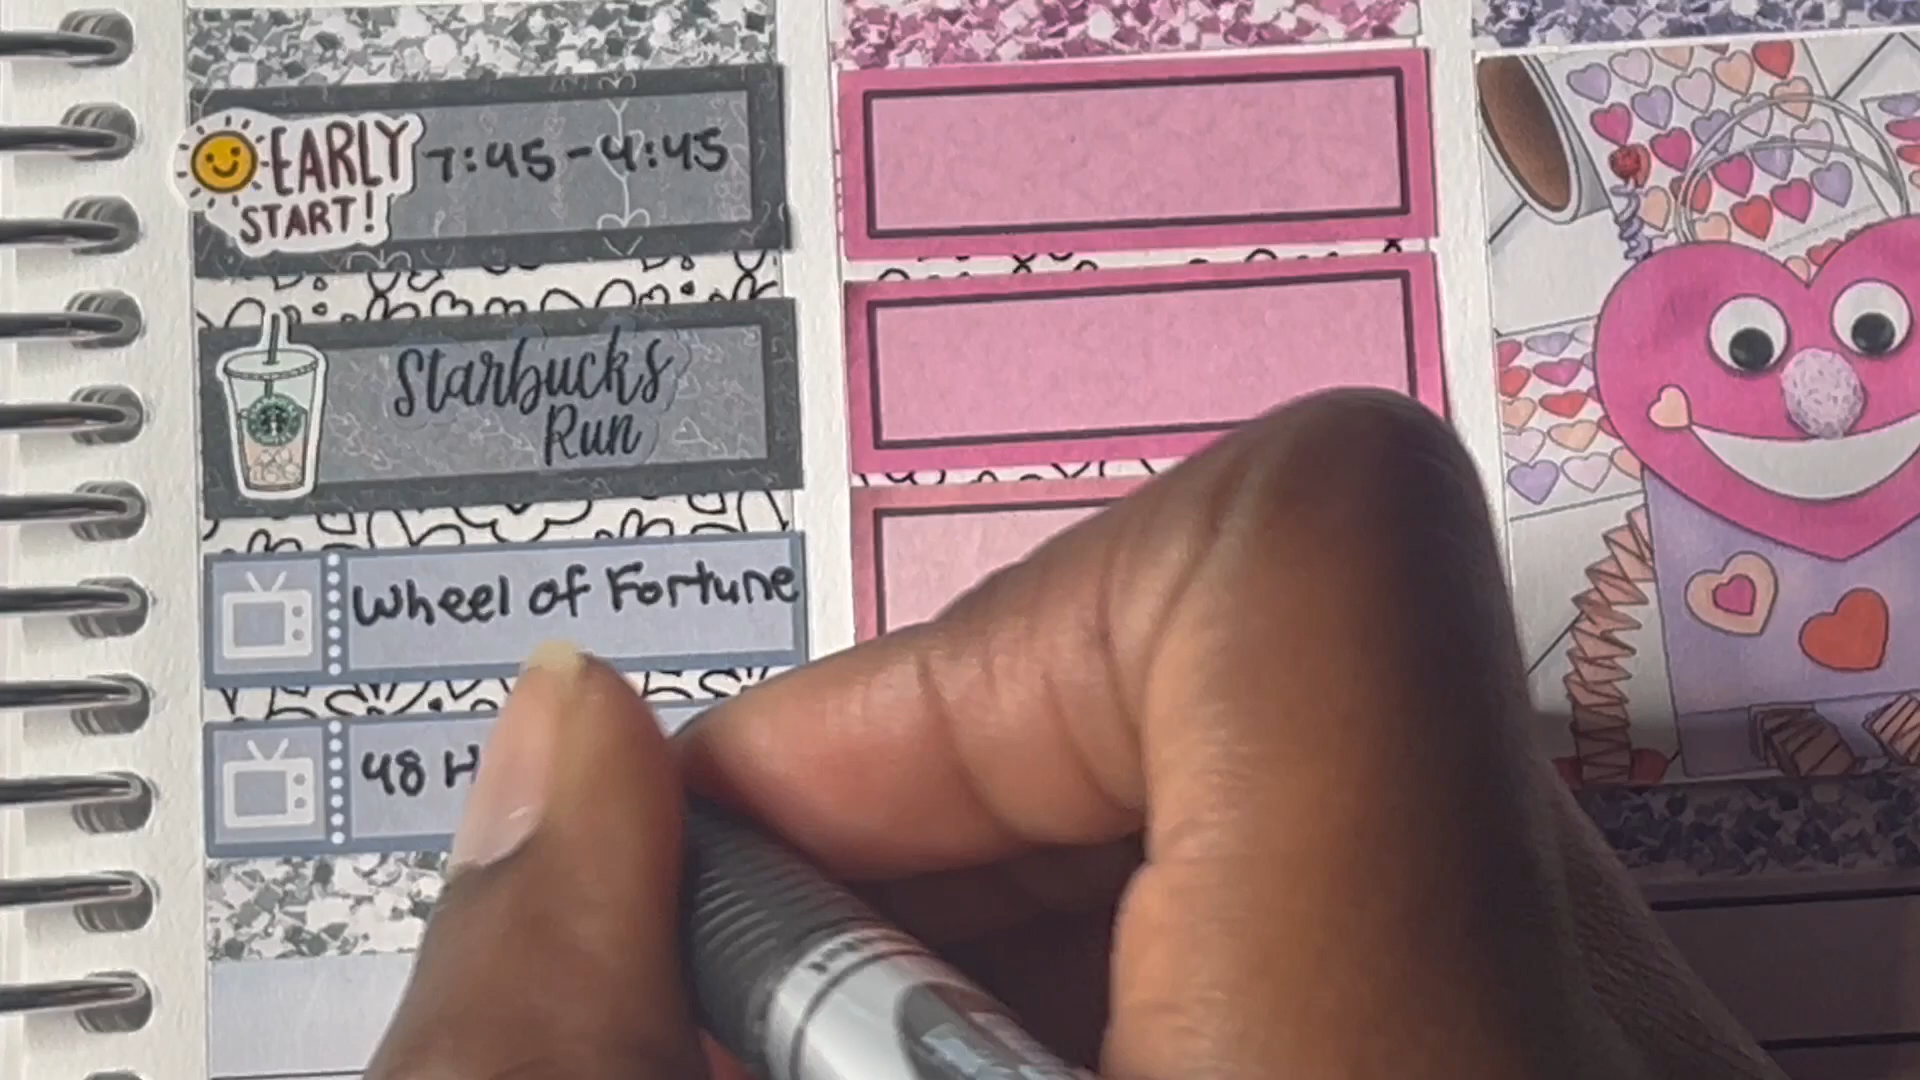 EARLY
START!
7:45-4:45
Starbucks
Run
Wheel of Fortune
48 H